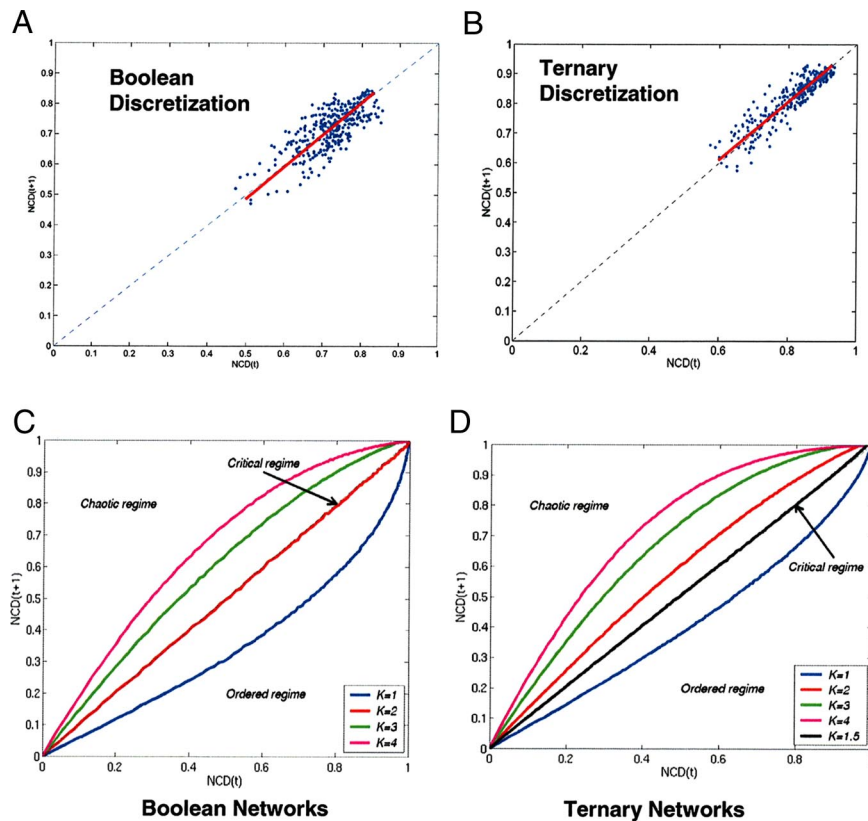 A
Boolean
Discretization
NCD(t+1)
1
0.9
0.8
0.7
0.6
0.5
0.4
0.3
0.2
0.1
0
0 0.1 0.2 0.3 0.4 0.5 0.6 0.7 0.8 0.9 1
NCD(t)
B
Ternary
Discretization
NCD(t+1)
1
0.9
0.8
0.7
0.6
0.5
0.4
0.3
0.2
0.1
0
0 0.2 0.4 0.6 0.8 1
NCD(t)
C
Critical regime
Chaotic regime
Ordered regime
NCD(t+1)
1
0.9
0.8
0.7
0.6
0.5
0.4
0.3
0.2
0.1
0
K=1
K=2
K=3
K=4
0 0.2 0.4 0.6 0.8 1
NCD(t)
Boolean Networks
D
Chaotic regime
Critical regime
Ordered regime
NCD(t+1)
1
0.9
0.8
0.7
0.6
0.5
0.4
0.3
0.2
0.1
0
K=1
K=2
K=3
K=4
K=1.5
0 0.2 0.4 0.6 0.8
NCD(t)
Ternary Networks